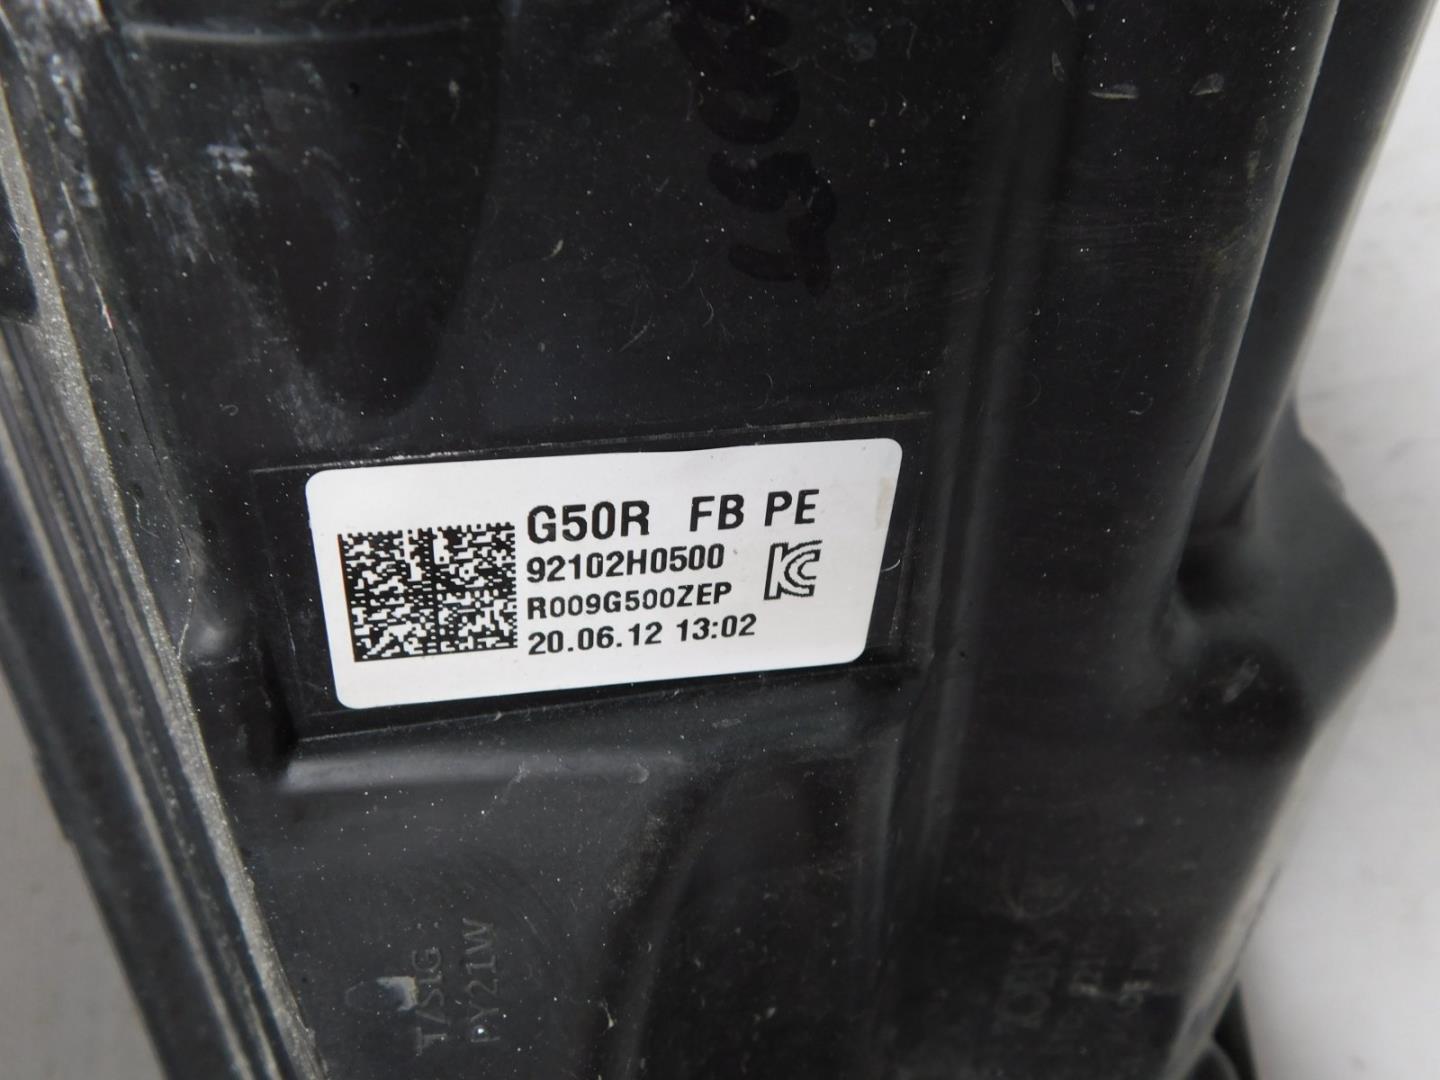 G50R FB PE
92102H0500
R009G500ZEP
20.06.12 13:02
T/SIG :
PY21W